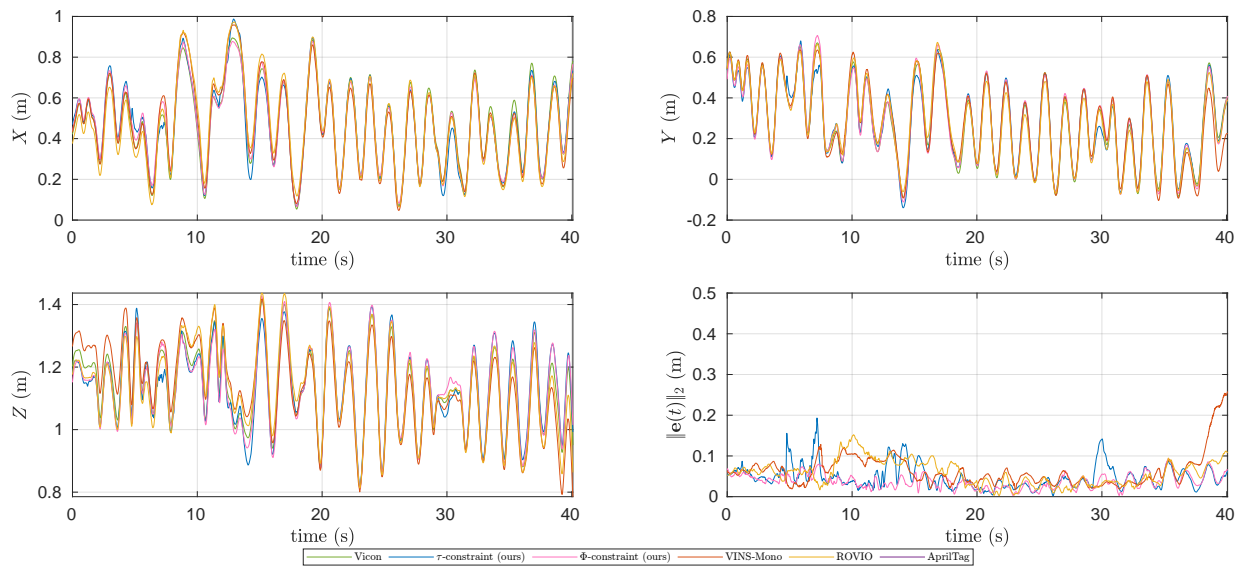 1
0.8
0.6
0.4
0.2
0
X (m)
0 10 20 30 40
time (s)
0.8
0.6
0.4
0.2
0
-0.2
Y (m)
0 10 20 30 40
time (s)
1.4
1.2
1
0.8
Z (m)
0 10 20 30 40
time (s)
0.5
0.4
0.3
0.2
0.1
0
‖e(t)‖₂ (m)
0 10 20 30 40
time (s)
Vicon τ-constraint (ours) Φ-constraint (ours) VINS-Mono ROVIO AprilTag